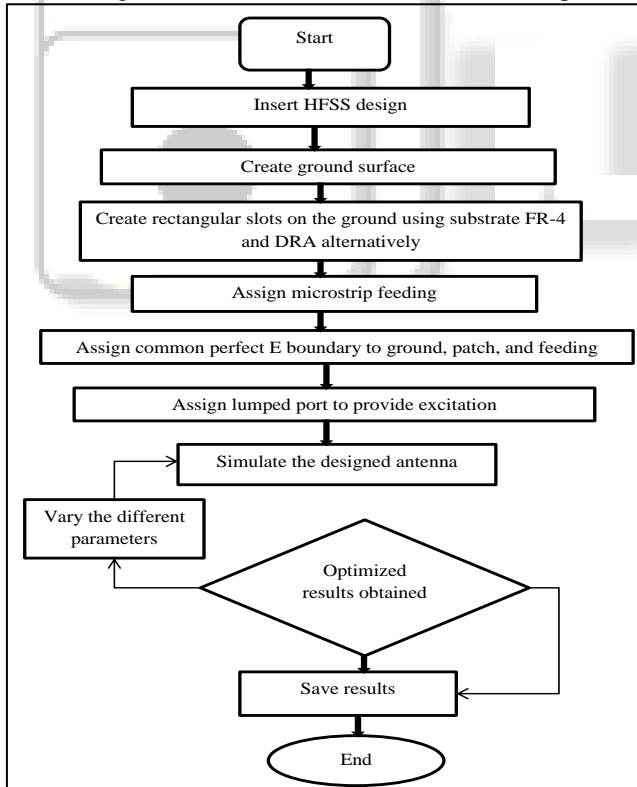 Start
Insert HFSS design
Create ground surface
Create rectangular slots on the ground using substrate FR-4
and DRA alternatively
Assign microstrip feeding
Assign common perfect E boundary to ground, patch, and feeding
Assign lumped port to provide excitation
Simulate the designed antenna
Vary the different
parameters
Optimized
results obtained
Save results
End